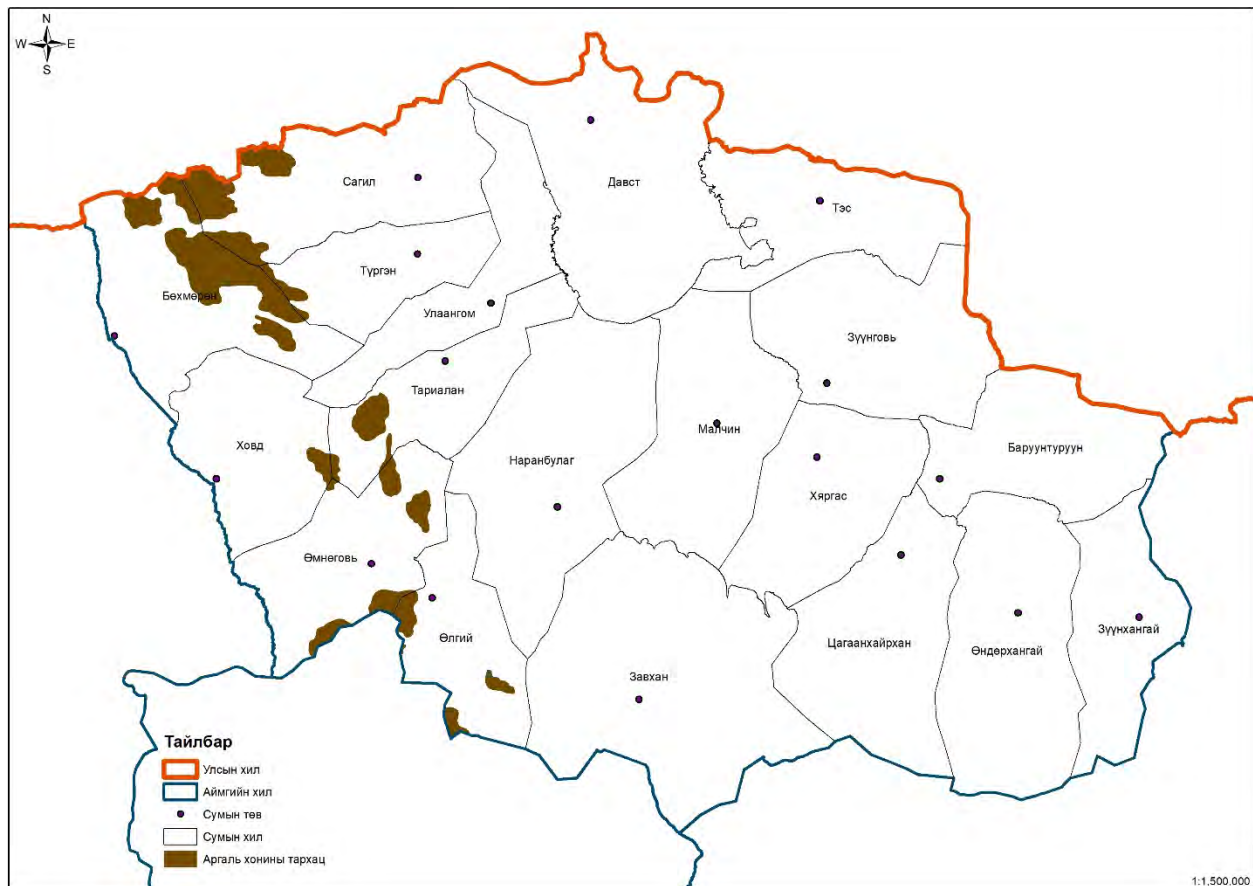 N
W E
S
Давст
Сагил
Тэс
Түргэн
Бөхмөрөн
Улаангом
Зүүнговь
Тариалан
Малчин
Ховд
Баруунтуруун
Наранбулаг
Хяргас
Өмнөговь
Зүүнхангай
Өлгий
Цагаанхайрхан
Өндөрхангай
Завхан
Тайлбар
Улсын хил
Аймгийн хил
Сумын төв
Сумын хил
Аргаль хонины тархац
1:1,500,000